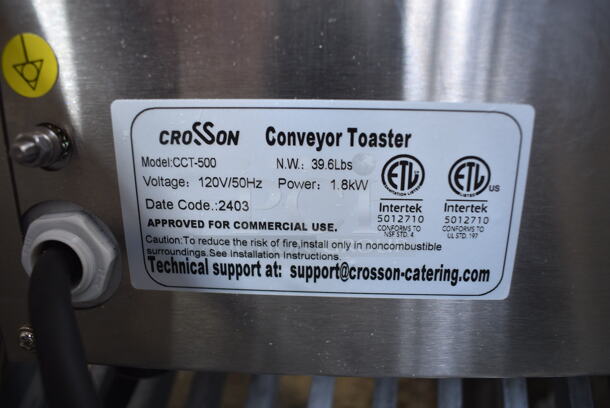 CROSSON Conveyor Toaster
Model:CCT-500 N.W.: 39.6Lbs
Voltage: 120V/50Hz Power: 1.8kW
Date Code.:2403
APPROVED FOR COMMERCIAL USE.
ETL
Intertek
5012710
CONFORMS TO
NSF STD. 4
ETL US
LISTED
Intertek
5012710
CONFORMS TO
UL STD. 197
Caution:To reduce the risk of fire,install only in noncombustible
surroundings.See Installation Instructions.
Technical support at: support@crosson-catering.com